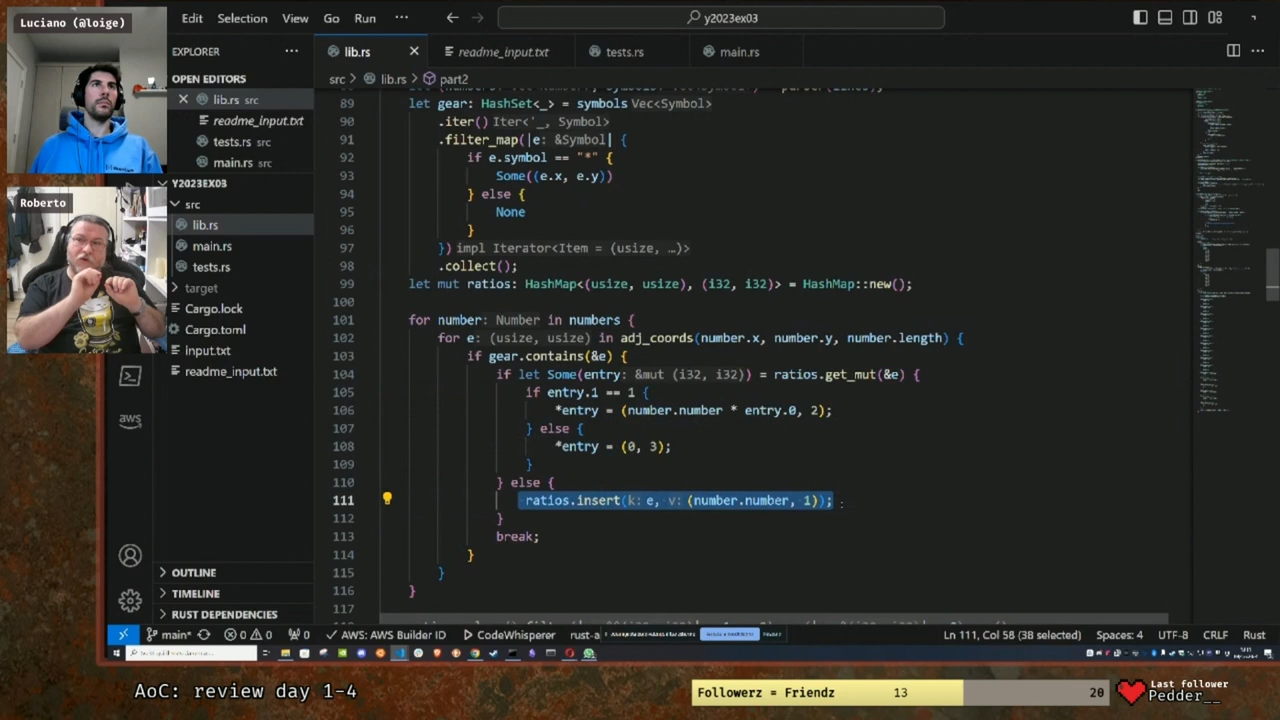 Luciano (@loige)
Roberto
Edit Selection View Go Run ...
y2023ex03
EXPLORER ...
OPEN EDITORS
lib.rs src
readme_input.txt
tests.rs src
main.rs src
Y2023EX03
src
lib.rs
main.rs
tests.rs
target
Cargo.lock
Cargo.toml
input.txt
readme_input.txt
OUTLINE
TIMELINE
RUST DEPENDENCIES
aws
lib.rs
readme_input.txt
tests.rs
main.rs
src > lib.rs > part2
89 let gear: HashSet<_> = symbols Vec<Symbol>
90 .iter() Iter<'_, Symbol>
91 .filter_map(|e: &Symbol| {
92 if e.symbol == "*" {
93 Some((e.x, e.y))
94 } else {
95 None
96 }
97 }) impl Iterator<Item = (usize, …)>
98 .collect();
99 let mut ratios: HashMap<(usize, usize), (i32, i32)> = HashMap::new();
100
101 for number: Number in numbers {
102 for e: (usize, usize) in adj_coords(number.x, number.y, number.length) {
103 if gear.contains(&e) {
104 if let Some(entry: &mut (i32, i32)) = ratios.get_mut(&e) {
105 if entry.1 == 1 {
106 *entry = (number.number * entry.0, 2);
107 } else {
108 *entry = (0, 3);
109 }
110 } else {
111 ratios.insert(k: e, v: (number.number, 1));
112 }
113 break;
114 }
115 }
116 }
117
main* 0 0 0 AWS: AWS Builder ID CodeWhisperer rust-a Ln 111, Col 58 (38 selected) Spaces: 4 UTF-8 CRLF Rust
AoC: review day 1-4
Followerz = Friendz 13 20
Last follower
Pedder__